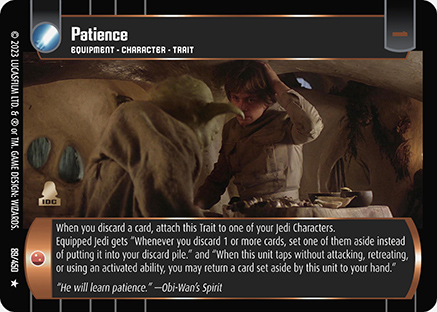 Patience
EQUIPMENT - CHARACTER - TRAIT
© 2023 LUCASFILM LTD. & ® OR TM. GAME DESIGN: WIZARDS.
IDC
When you discard a card, attach this Trait to one of your Jedi Characters.
Equipped Jedi gets "Whenever you discard 1 or more cards, set one of them aside instead
of putting it into your discard pile." and "When this unit taps without attacking, retreating,
or using an activated ability, you may return a card set aside by this unit to your hand."
"He will learn patience." —Obi-Wan's Spirit